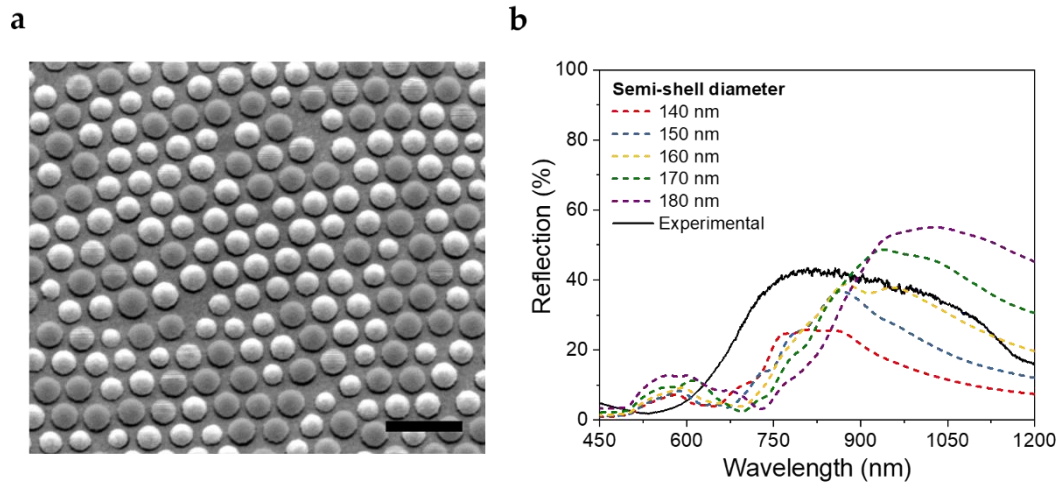 a
b
100
80
60
40
20
0
Reflection (%)
Semi-shell diameter
140 nm
150 nm
160 nm
170 nm
180 nm
Experimental
450
600
750
900
1050
1200
Wavelength (nm)